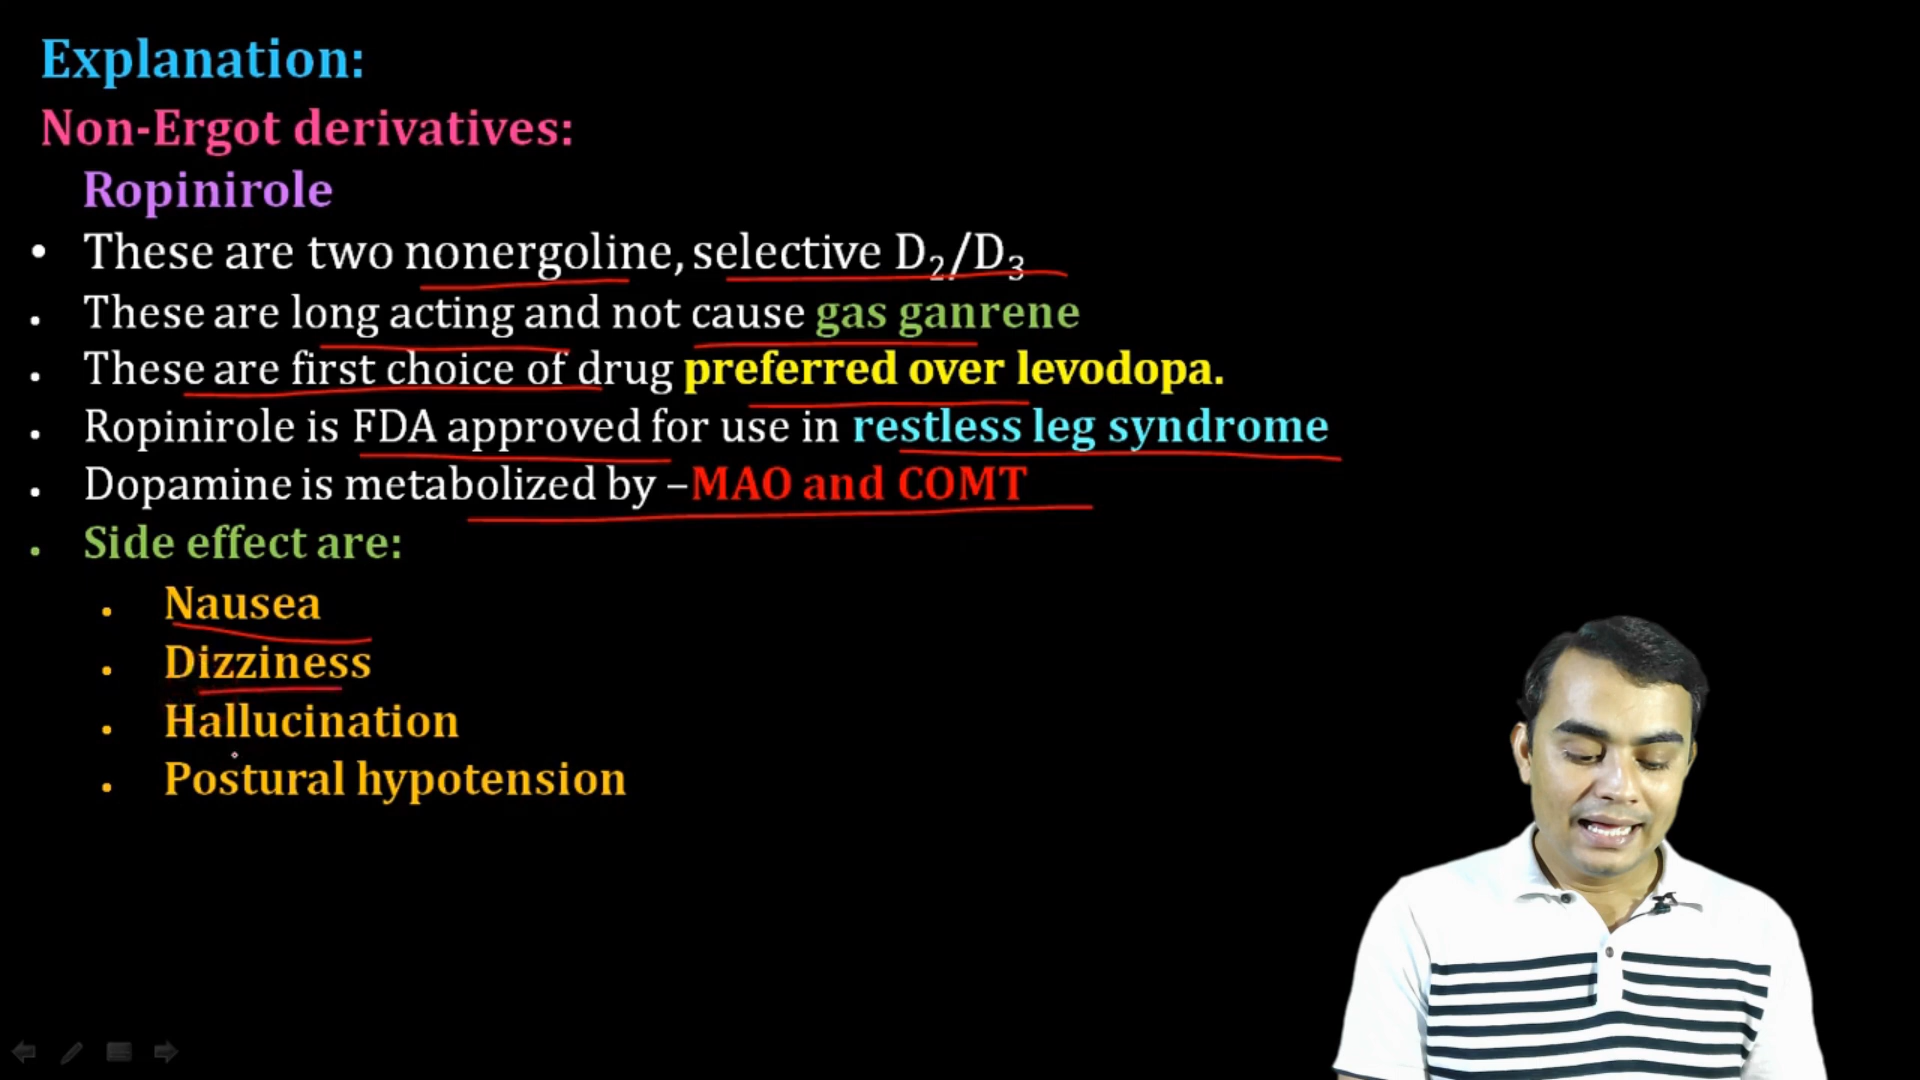 Explanation:
Non-Ergot derivatives:
Ropinirole
• These are two nonergoline, selective D₂/D₃
• These are long acting and not cause gas ganrene
• These are first choice of drug preferred over levodopa.
• Ropinirole is FDA approved for use in restless leg syndrome
• Dopamine is metabolized by –MAO and COMT
• Side effect are:
• Nausea
• Dizziness
• Hallucination
• Postural hypotension